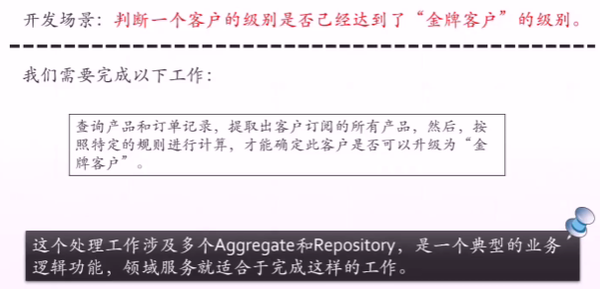 开发场景：判断一个客户的级别是否已经达到了“金牌客户”的级别。
我们需要完成以下工作：
查询产品和订单记录，提取出客户订阅的所有产品，然后，按
照特定的规则进行计算，才能确定此客户是否可以升级为“金
牌客户”。
这个处理工作涉及多个Aggregate和Repository，是一个典型的业务
逻辑功能，领域服务就适合于完成这样的工作。